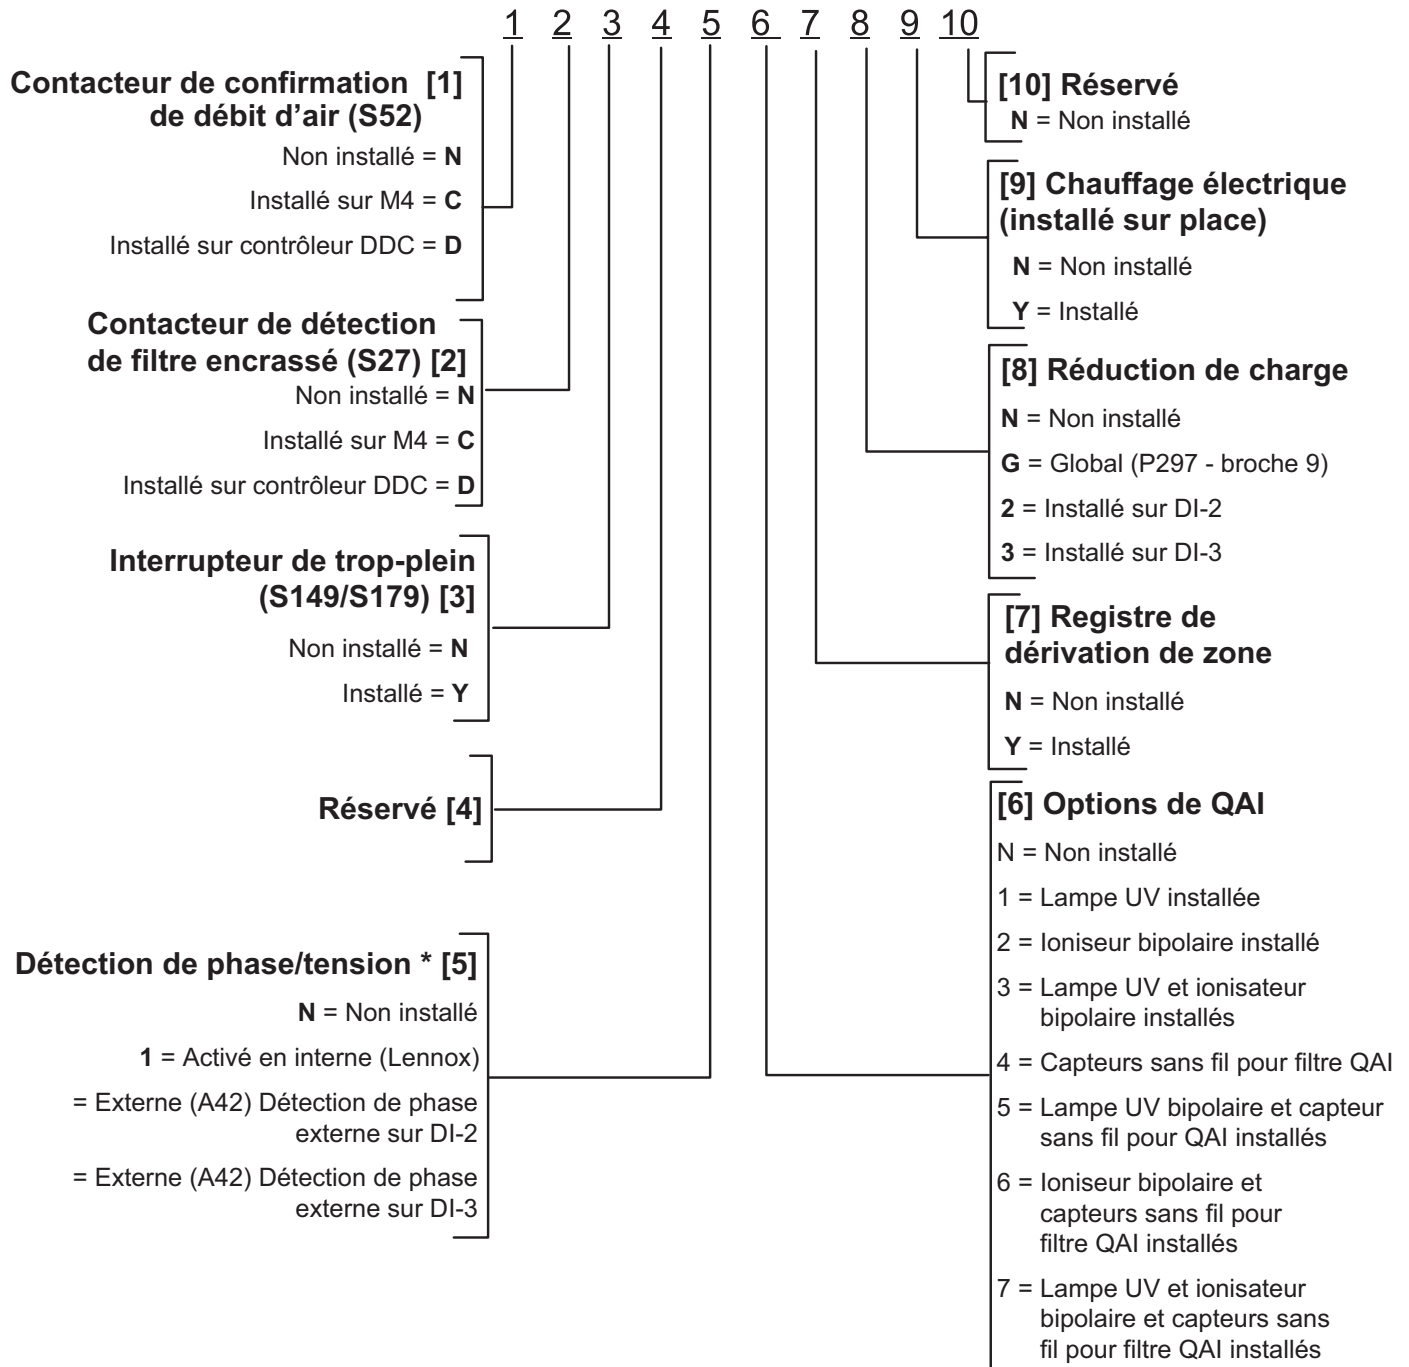 1 2 3 4 5 6 7 8 9 10
Contacteur de confirmation [1]
de débit d'air (S52)
Non installé = N
Installé sur M4 = C
Installé sur contrôleur DDC = D
Contacteur de détection
de filtre encrassé (S27) [2]
Non installé = N
Installé sur M4 = C
Installé sur contrôleur DDC = D
Interrupteur de trop-plein
(S149/S179) [3]
Non installé = N
Installé = Y
Réservé [4]
Détection de phase/tension * [5]
N = Non installé
1 = Activé en interne (Lennox)
= Externe (A42) Détection de phase
externe sur DI-2
= Externe (A42) Détection de phase
externe sur DI-3
[10] Réservé
N = Non installé
[9] Chauffage électrique
(installé sur place)
N = Non installé
Y = Installé
[8] Réduction de charge
N = Non installé
G = Global (P297 - broche 9)
2 = Installé sur DI-2
3 = Installé sur DI-3
[7] Registre de
dérivation de zone
N = Non installé
Y = Installé
[6] Options de QAI
N = Non installé
1 = Lampe UV installée
2 = Ioniseur bipolaire installé
3 = Lampe UV et ionisateur
bipolaire installés
4 = Capteurs sans fil pour filtre QAI
5 = Lampe UV bipolaire et capteur
sans fil pour QAI installés
6 = Ioniseur bipolaire et
capteurs sans fil pour
filtre QAI installés
7 = Lampe UV et ionisateur
bipolaire et capteurs sans
fil pour filtre QAI installés